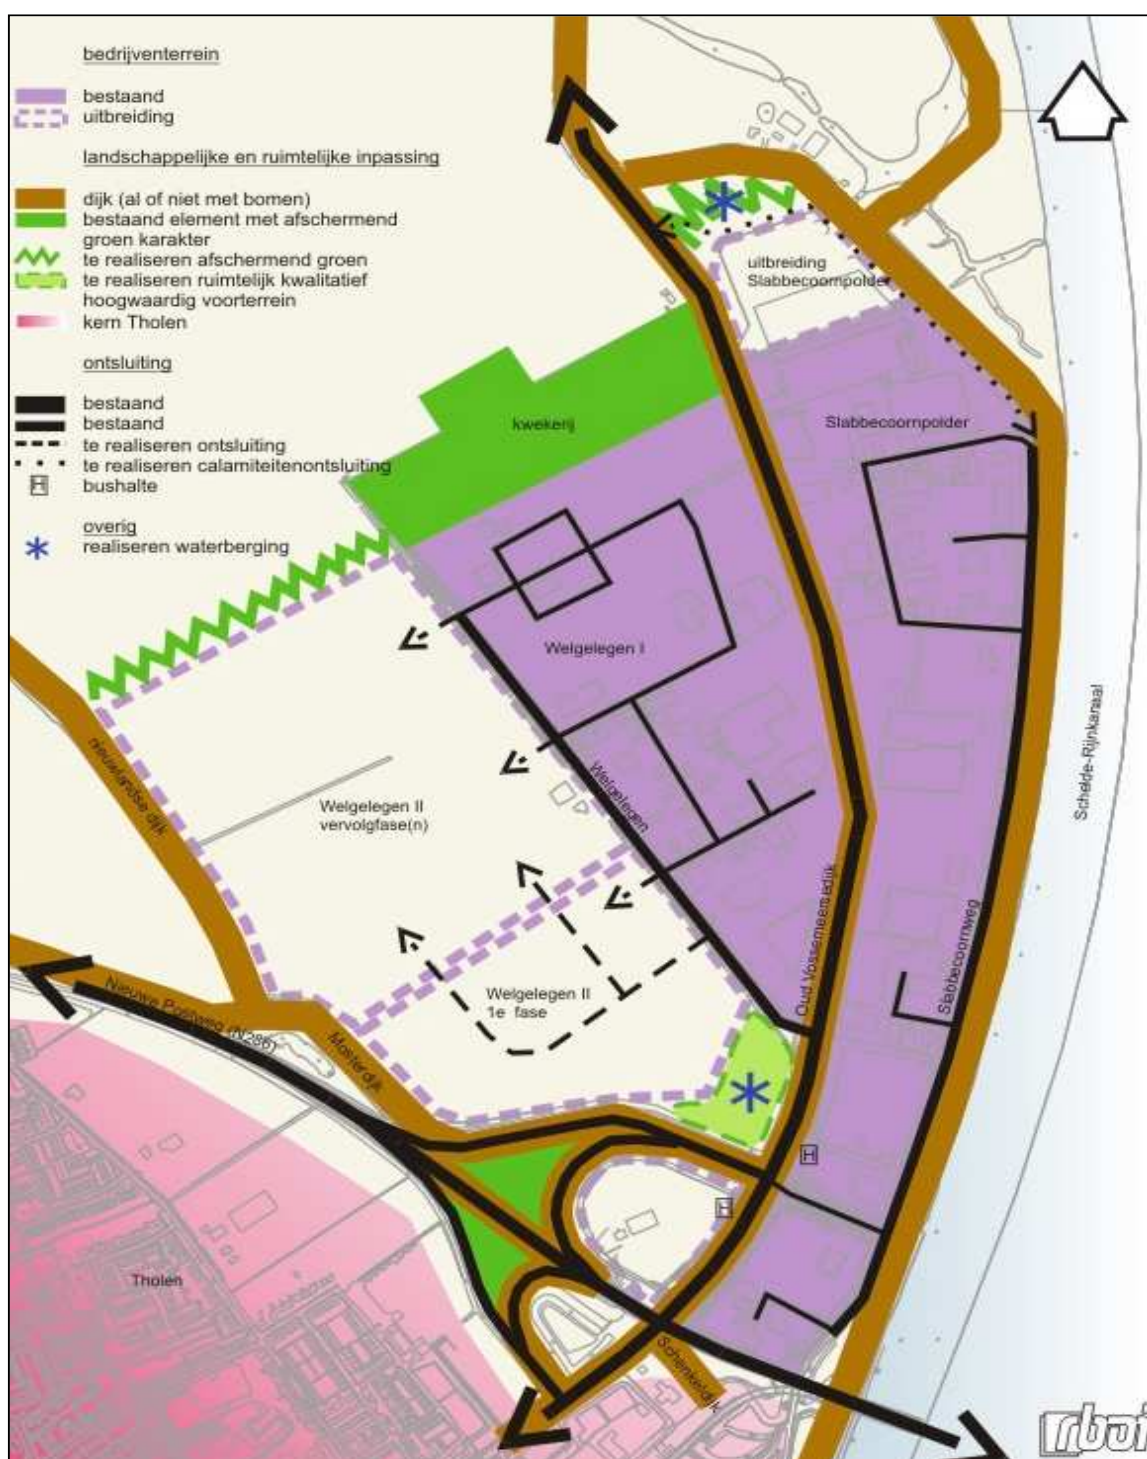 bedrijventerrein
bestaand
uitbreiding
landschappelijke en ruimtelijke inpassing
dijk (al of niet met bomen)
bestaand element met afschermend
groen karakter
te realiseren afschermend groen
te realiseren ruimtelijk kwalitatief
hoogwaardig voorterrein
kern Tholen
ontsluiting
bestaand
bestaand
te realiseren ontsluiting
te realiseren calamiteitenontsluiting
H bushalte
overig
realiseren waterberging
uitbreiding
Slabbecoornpolder
kwekerij
Slabbecoornpolder
Welgelegen I
Schelde-Rijnkanaal
nieuwlandse dijk
Welgelegen II
vervolgfase(n)
Welgelegen
Oud Vossemeersedijk
Slabbecoornweg
Welgelegen II
1e fase
Nieuwe Postweg (N286)
Mosterdijk
H
H
Tholen
Schenkeldijk
rboi